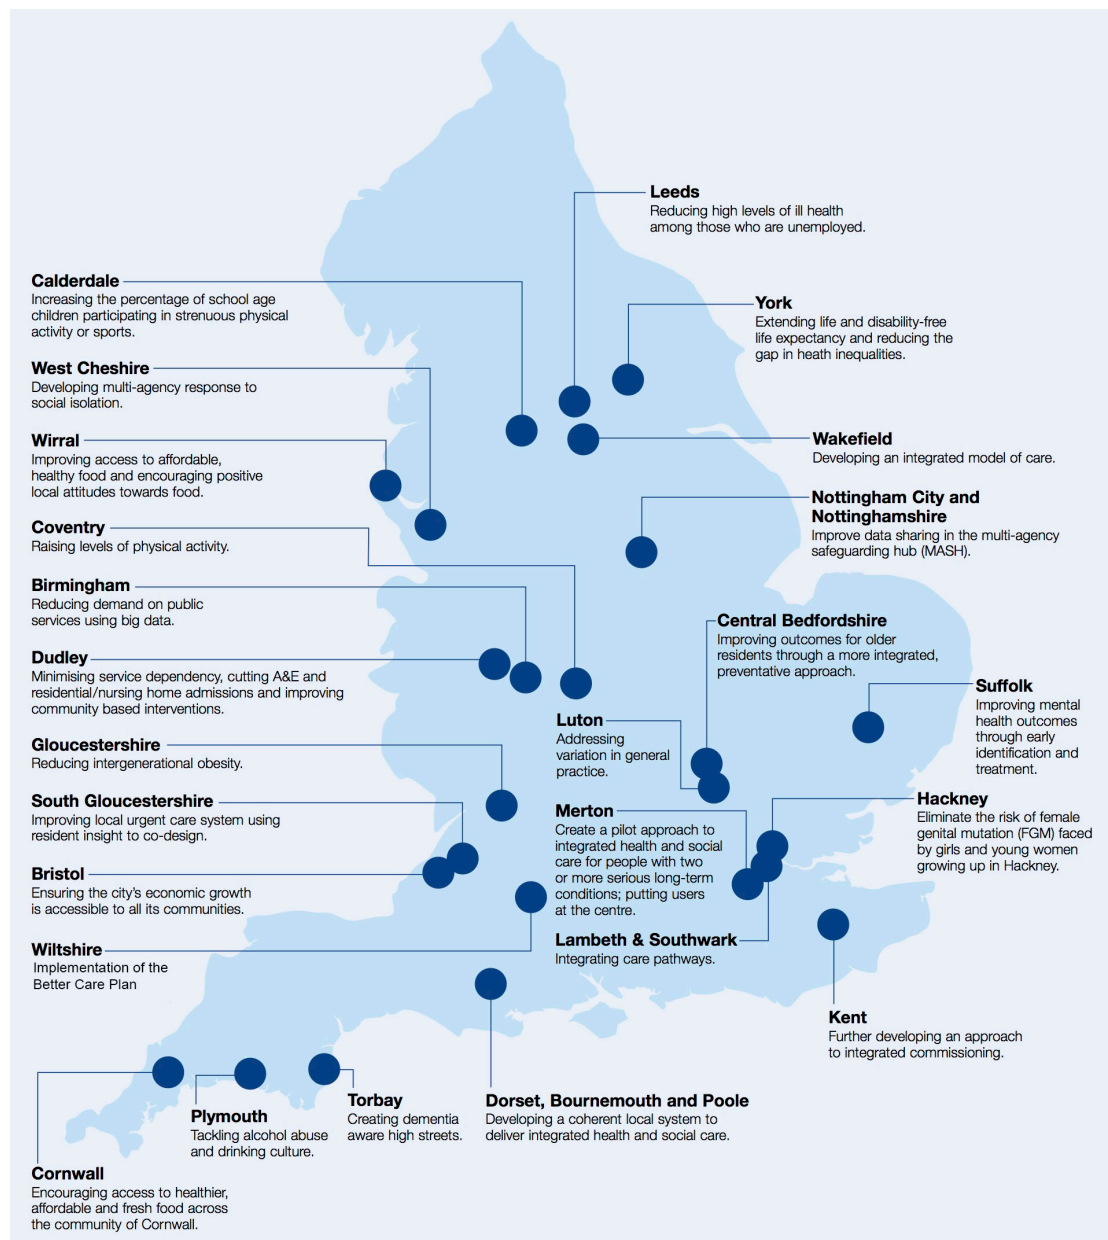 Leeds
Reducing high levels of ill health
among those who are unemployed.
Calderdale
Increasing the percentage of school age
children participating in strenuous physical
activity or sports.
York
Extending life and disability-free
life expectancy and reducing the
gap in heath inequalities.
West Cheshire
Developing multi-agency response to
social isolation.
Wirral
Improving access to affordable,
healthy food and encouraging positive
local attitudes towards food.
Wakefield
Developing an integrated model of care.
Nottingham City and
Nottinghamshire
Improve data sharing in the multi-agency
safeguarding hub (MASH).
Coventry
Raising levels of physical activity.
Birmingham
Reducing demand on public
services using big data.
Central Bedfordshire
Improving outcomes for older
residents through a more integrated,
preventative approach.
Dudley
Minimising service dependency, cutting A&E and
residential/nursing home admissions and improving
community based interventions.
Suffolk
Improving mental
health outcomes
through early
identification and
treatment.
Luton
Addressing
variation in general
practice.
Gloucestershire
Reducing intergenerational obesity.
South Gloucestershire
Improving local urgent care system using
resident insight to co-design.
Hackney
Eliminate the risk of female
genital mutation (FGM) faced
by girls and young women
growing up in Hackney.
Merton
Create a pilot approach to
integrated health and social
care for people with two
or more serious long-term
conditions; putting users
at the centre.
Bristol
Ensuring the city's economic growth
is accessible to all its communities.
Lambeth & Southwark
Integrating care pathways.
Wiltshire
Implementation of the
Better Care Plan
Kent
Further developing an approach
to integrated commissioning.
Torbay
Creating dementia
aware high streets.
Dorset, Bournemouth and Poole
Developing a coherent local system to
deliver integrated health and social care.
Plymouth
Tackling alcohol abuse
and drinking culture.
Cornwall
Encouraging access to healthier,
affordable and fresh food across
the community of Cornwall.